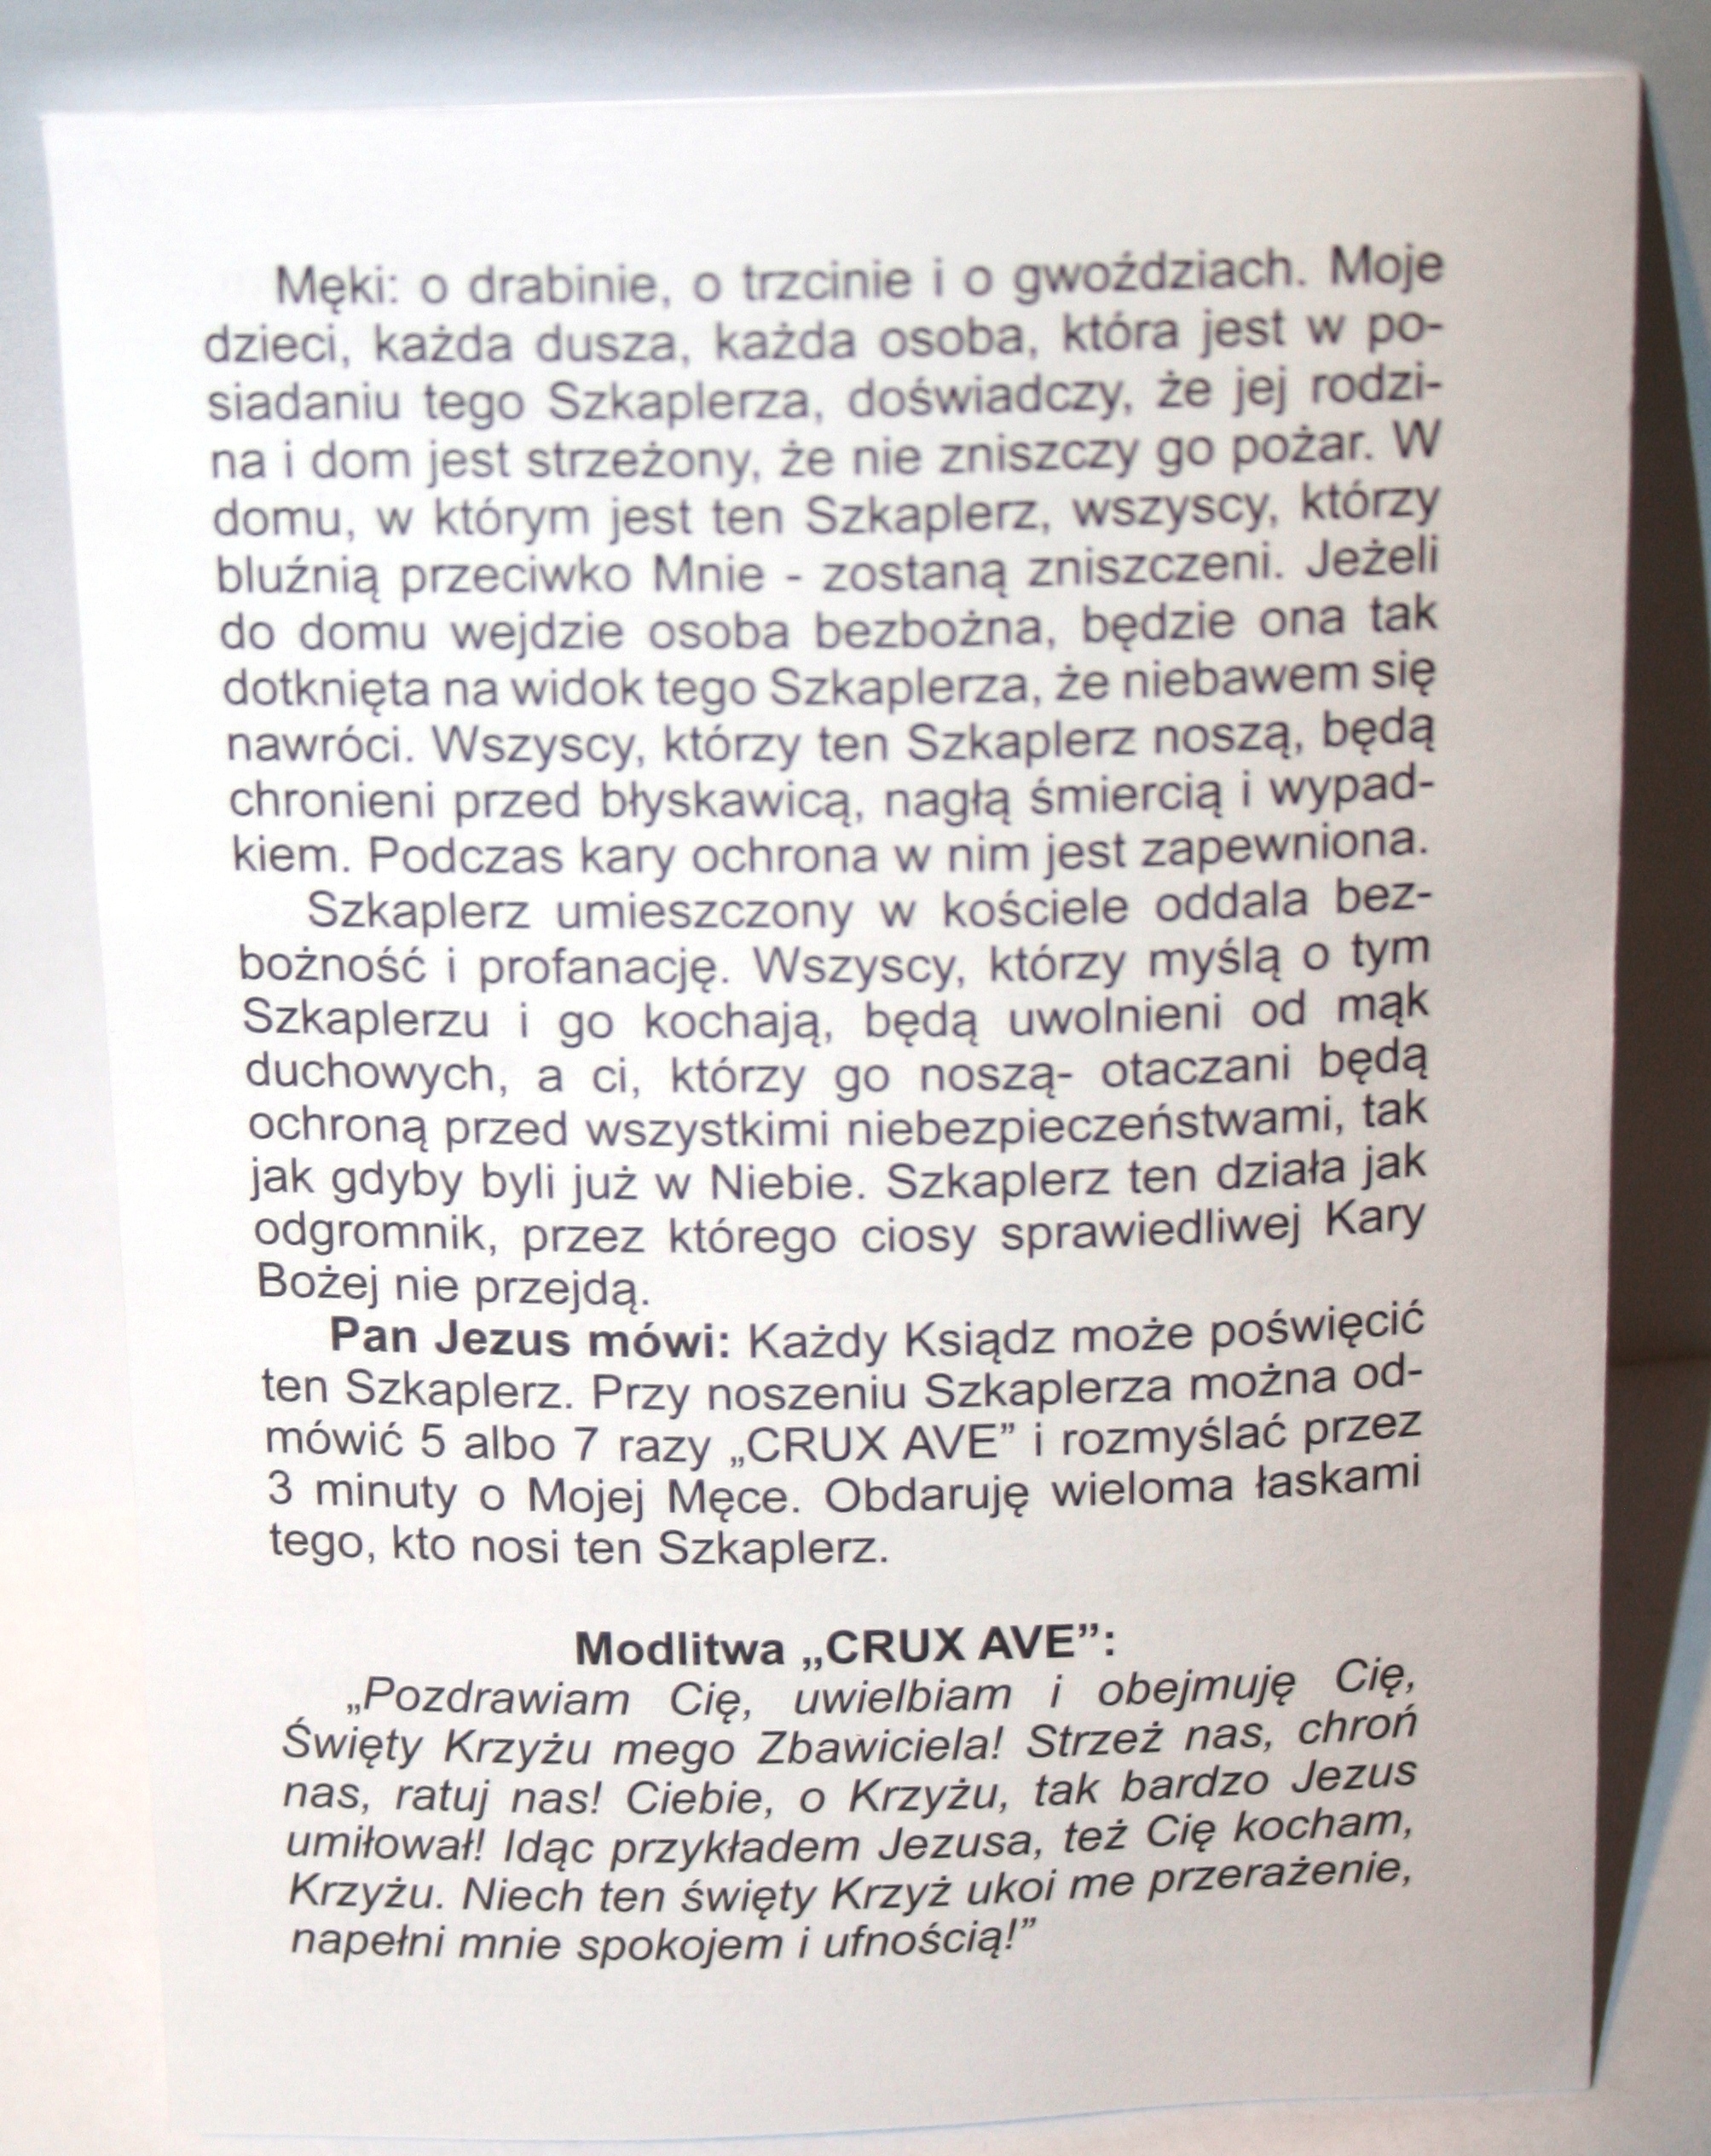 Męki: o drabinie, o trzcinie i o gwoździach. Moje
dzieci, każda dusza, każda osoba, która jest w po-
siadaniu tego Szkaplerza, doświadczy, że jej rodzi-
na i dom jest strzeżony, że nie zniszczy go pożar. W
domu, w którym jest ten Szkaplerz, wszyscy, którzy
bluźnią przeciwko Mnie - zostaną zniszczeni. Jeżeli
do domu wejdzie osoba bezbożna, będzie ona tak
dotknięta na widok tego Szkaplerza, że niebawem się
nawróci. Wszyscy, którzy ten Szkaplerz noszą, będą
chronieni przed błyskawicą, nagłą śmiercią i wypad-
kiem. Podczas kary ochrona w nim jest zapewniona.
Szkaplerz umieszczony w kościele oddala bez-
bożność i profanację. Wszyscy, którzy myślą o tym
Szkaplerzu i go kochają, będą uwolnieni od mąk
duchowych, a ci, którzy go noszą- otaczani będą
ochroną przed wszystkimi niebezpieczeństwami, tak
jak gdyby byli już w Niebie. Szkaplerz ten działa jak
odgromnik, przez którego ciosy sprawiedliwej Kary
Bożej nie przejdą.
Pan Jezus mówi: Każdy Ksiądz może poświęcić
ten Szkaplerz. Przy noszeniu Szkaplerza można od-
mówić 5 albo 7 razy „CRUX AVE” i rozmyślać przez
3 minuty o Mojej Męce. Obdaruję wieloma łaskami
tego, kto nosi ten Szkaplerz.
Modlitwa „CRUX AVE”:
„Pozdrawiam Cię, uwielbiam i obejmuję Cię,
Święty Krzyżu mego Zbawiciela! Strzeż nas, chroń
nas, ratuj nas! Ciebie, o Krzyżu, tak bardzo Jezus
umiłował! Idąc przykładem Jezusa, też Cię kocham,
Krzyżu. Niech ten święty Krzyż ukoi me przerażenie,
napełni mnie spokojem i ufnością!”